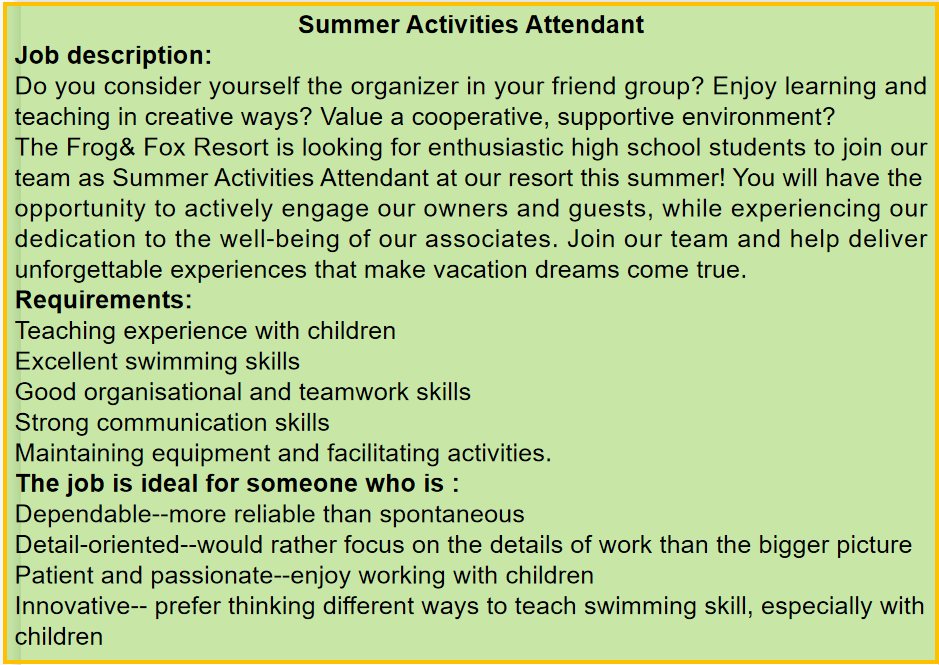 Summer Activities Attendant
Job description:
Do you consider yourself the organizer in your friend group? Enjoy learning and
teaching in creative ways? Value a cooperative, supportive environment?
The Frog& Fox Resort is looking for enthusiastic high school students to join our
team as Summer Activities Attendant at our resort this summer! You will have the
opportunity to actively engage our owners and guests, while experiencing our
dedication to the well-being of our associates. Join our team and help deliver
unforgettable experiences that make vacation dreams come true.
Requirements:
Teaching experience with children
Excellent swimming skills
Good organisational and teamwork skills
Strong communication skills
Maintaining equipment and facilitating activities.
The job is ideal for someone who is :
Dependable--more reliable than spontaneous
Detail-oriented--would rather focus on the details of work than the bigger picture
Patient and passionate--enjoy working with children
Innovative-- prefer thinking different ways to teach swimming skill, especially with
children